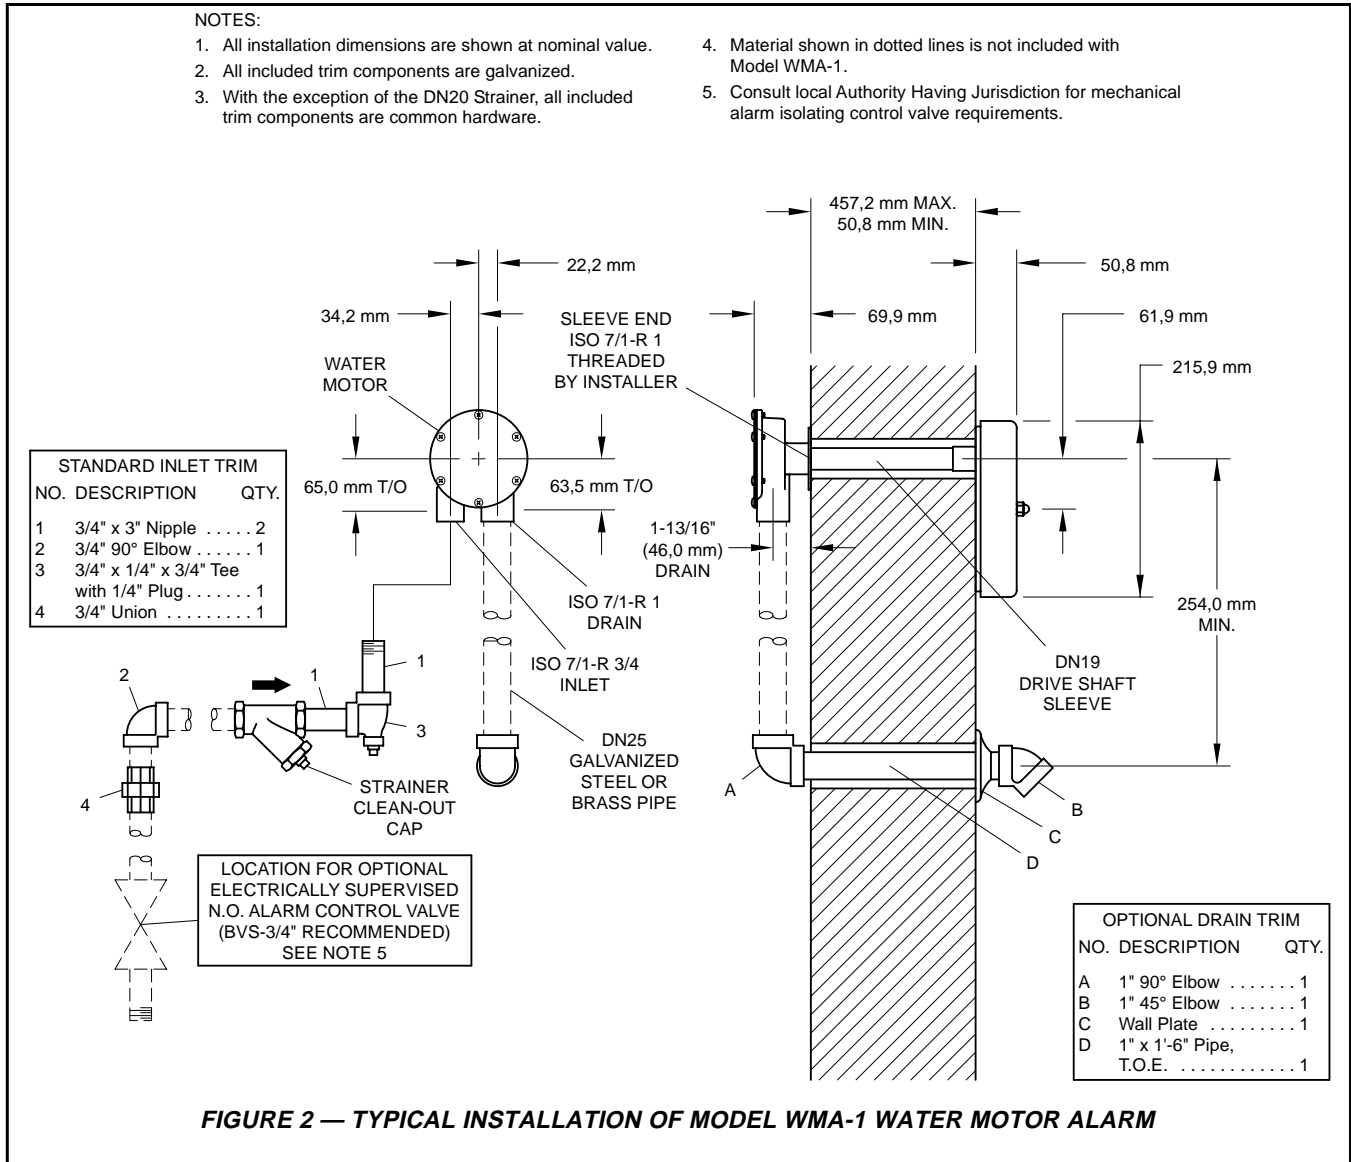 NOTES:
1. All installation dimensions are shown at nominal value.
2. All included trim components are galvanized.
3. With the exception of the DN20 Strainer, all included
trim components are common hardware.
4. Material shown in dotted lines is not included with
Model WMA-1.
5. Consult local Authority Having Jurisdiction for mechanical
alarm isolating control valve requirements.
457,2 mm MAX.
50,8 mm MIN.
22,2 mm
50,8 mm
34,2 mm
SLEEVE END
ISO 7/1-R 1
THREADED
BY INSTALLER
69,9 mm
61,9 mm
WATER
MOTOR
215,9 mm
STANDARD INLET TRIM
NO. DESCRIPTION QTY.
1 3/4" x 3" Nipple ..... 2
2 3/4" 90° Elbow ...... 1
3 3/4" x 1/4" x 3/4" Tee
with 1/4" Plug ....... 1
4 3/4" Union ......... 1
65,0 mm T/O
63,5 mm T/O
1-13/16"
(46,0 mm)
DRAIN
ISO 7/1-R 1
DRAIN
254,0 mm
MIN.
ISO 7/1-R 3/4
INLET
DN19
DRIVE SHAFT
SLEEVE
2
1
1
3
4
STRAINER
CLEAN-OUT
CAP
DN25
GALVANIZED
STEEL OR
BRASS PIPE
A
B
C
D
LOCATION FOR OPTIONAL
ELECTRICALLY SUPERVISED
N.O. ALARM CONTROL VALVE
(BVS-3/4" RECOMMENDED)
SEE NOTE 5
OPTIONAL DRAIN TRIM
NO. DESCRIPTION QTY.
A 1" 90° Elbow ....... 1
B 1" 45° Elbow ....... 1
C Wall Plate ......... 1
D 1" x 1'-6" Pipe,
T.O.E. ............ 1
FIGURE 2 — TYPICAL INSTALLATION OF MODEL WMA-1 WATER MOTOR ALARM